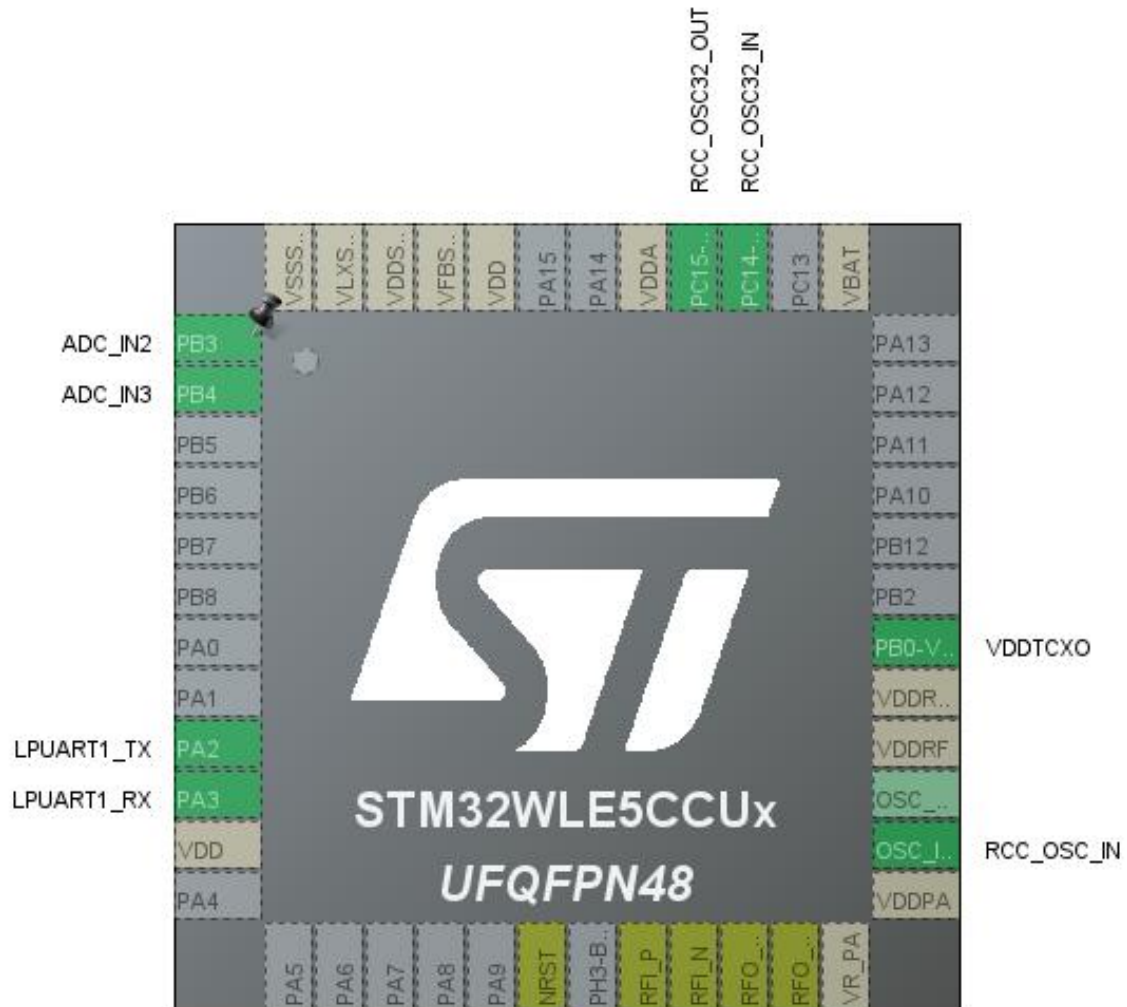 RCC_OSC32_OUT
RCC_OSC32_IN
VSSS..
VLXS..
VDDS..
VFBS..
VDD
PA15
PA14
VDDA
PC15-..
PC14-..
PC13
VBAT
ADC_IN2
PB3
ADC_IN3
PB4
PB5
PB6
PB7
PB8
PA0
PA1
LPUART1_TX
PA2
LPUART1_RX
PA3
VDD
PA4
PA13
PA12
PA11
PA10
PB12
PB2
PB0-V..
VDDTCXO
VDDR..
VDDRF
OSC_..
OSC_I..
RCC_OSC_IN
VDDPA
STM32WLE5CCUx
UFQFPN48
PA5
PA6
PA7
PA8
PA9
NRST
PH3-B..
RFI_P
RFI_N
RFO_..
RFO_..
VR_PA